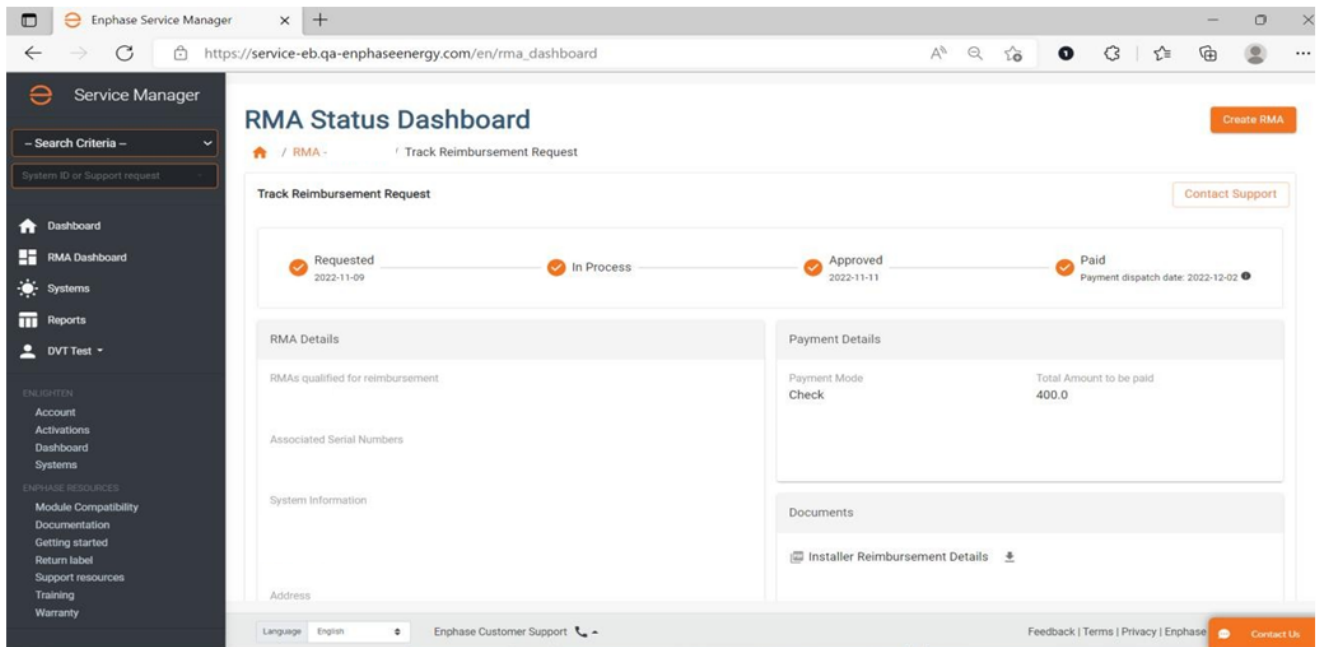 Enphase Service Manager
https://service-eb.qa-enphaseenergy.com/en/rma_dashboard
Service Manager
-- Search Criteria --
System ID or Support request
Dashboard
RMA Dashboard
Systems
Reports
DVT Test
ENLIGHTEN
Account
Activations
Dashboard
Systems
ENPHASE RESOURCES
Module Compatibility
Documentation
Getting started
Return label
Support resources
Training
Warranty
RMA Status Dashboard
Create RMA
/ RMA - / Track Reimbursement Request
Track Reimbursement Request
Contact Support
Requested
2022-11-09
In Process
Approved
2022-11-11
Paid
Payment dispatch date: 2022-12-02
RMA Details
RMAs qualified for reimbursement
Associated Serial Numbers
System Information
Address
Payment Details
Payment Mode
Check
Total Amount to be paid
400.0
Documents
Installer Reimbursement Details
Language English
Enphase Customer Support
Feedback | Terms | Privacy | Enphase
Contact Us